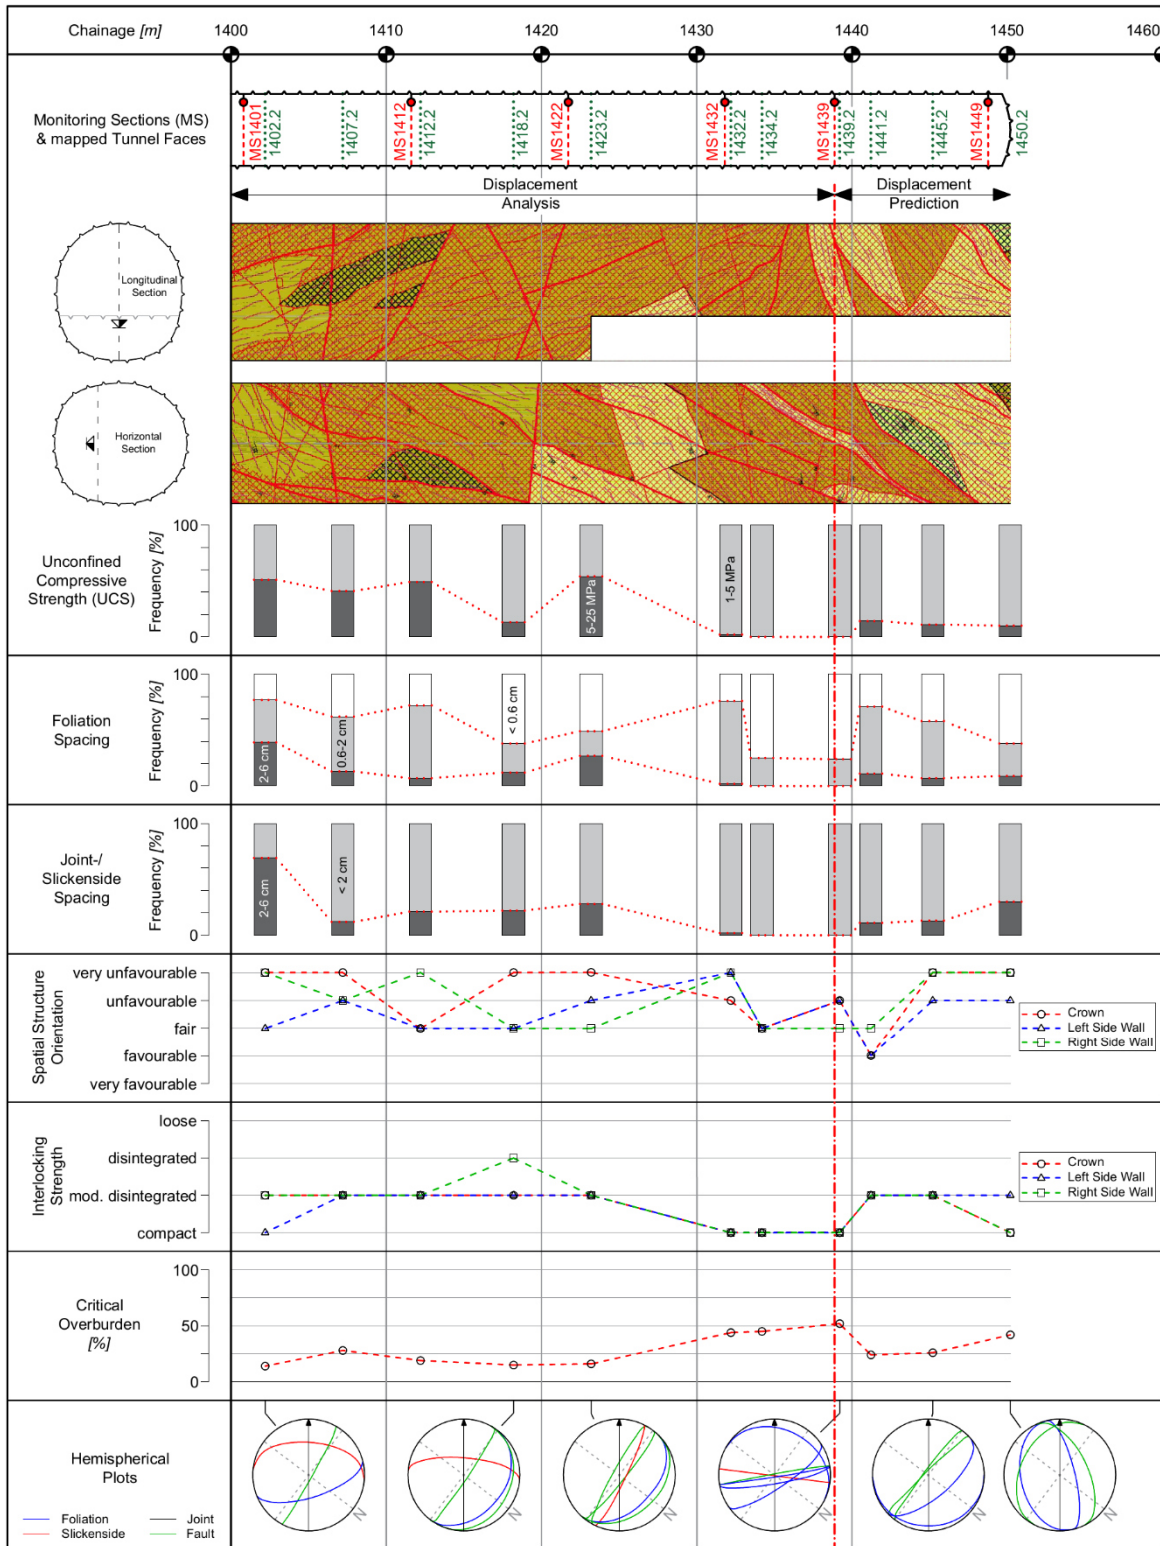 Chainage [m]
1400 1410 1420 1430 1440 1450 1460
Monitoring Sections (MS)
& mapped Tunnel Faces
MS1401
1402.2
1407.2
MS1412
1412.2
1418.2
MS1422
1423.2
MS1432
1432.2
1434.2
MS1439
1439.2
1441.2
1445.2
MS1449
1450.2
Displacement
Analysis
Displacement
Prediction
Longitudinal
Section
Horizontal
Section
Unconfined
Compressive
Strength (UCS)
Frequency [%]
100
0
5-25 MPa
1-5 MPa
Foliation
Spacing
Frequency [%]
100
0
2-6 cm
0.6-2 cm
< 0.6 cm
Joint-/
Slickenside
Spacing
Frequency [%]
100
0
2-6 cm
< 2 cm
Spatial Structure
Orientation
very unfavourable
unfavourable
fair
favourable
very favourable
Crown
Left Side Wall
Right Side Wall
Interlocking
Strength
loose
disintegrated
mod. disintegrated
compact
Crown
Left Side Wall
Right Side Wall
Critical
Overburden
[%]
100
50
0
Hemispherical
Plots
Foliation
Joint
Slickenside
Fault
N
N
N
N
N
N